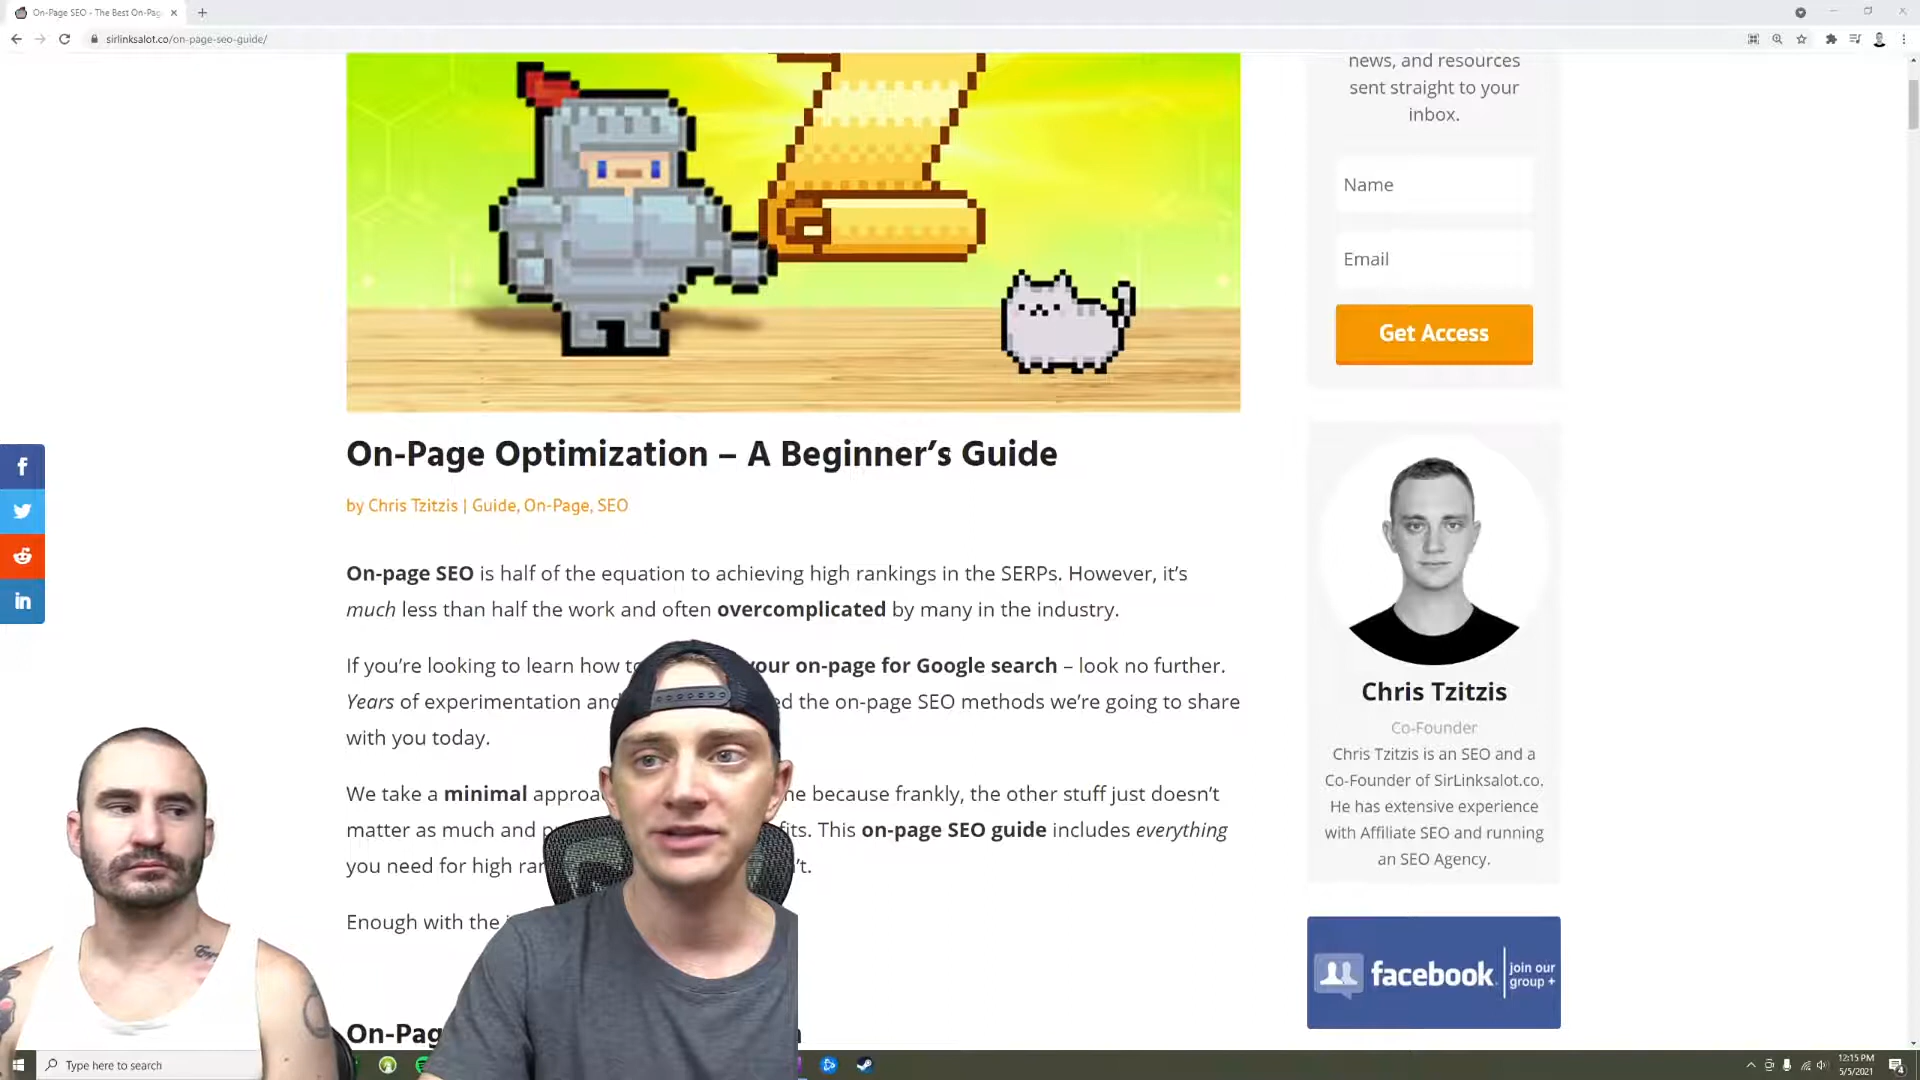 On-Page SEO - The Best On-Pag
sirlinksalot.co/on-page-seo-guide/
news, and resources
sent straight to your
inbox.
Name
Email
Get Access
On-Page Optimization – A Beginner's Guide
by Chris Tzitzis | Guide, On-Page, SEO
On-page SEO is half of the equation to achieving high rankings in the SERPs. However, it's
much less than half the work and often overcomplicated by many in the industry.
If you're looking to learn how your on-page for Google search – look no further.
Years of experimentation and the on-page SEO methods we're going to share
with you today.
We take a minimal because frankly, the other stuff just doesn't
matter as much and This on-page SEO guide includes everything
you need for high
Enough with the
On-Pag
Chris Tzitzis
Co-Founder
Chris Tzitzis is an SEO and a
Co-Founder of SirLinksalot.co.
He has extensive experience
with Affiliate SEO and running
an SEO Agency.
facebook. join our
group +
Type here to search
12:15 PM
5/5/2021